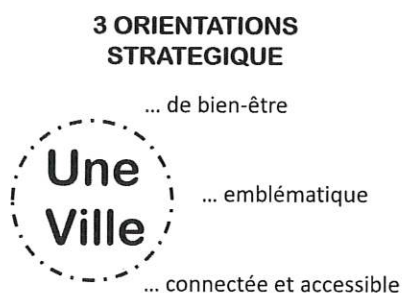 3 ORIENTATIONS
STRATEGIQUE
... de bien-être
Une
Ville
... emblématique
... connectée et accessible